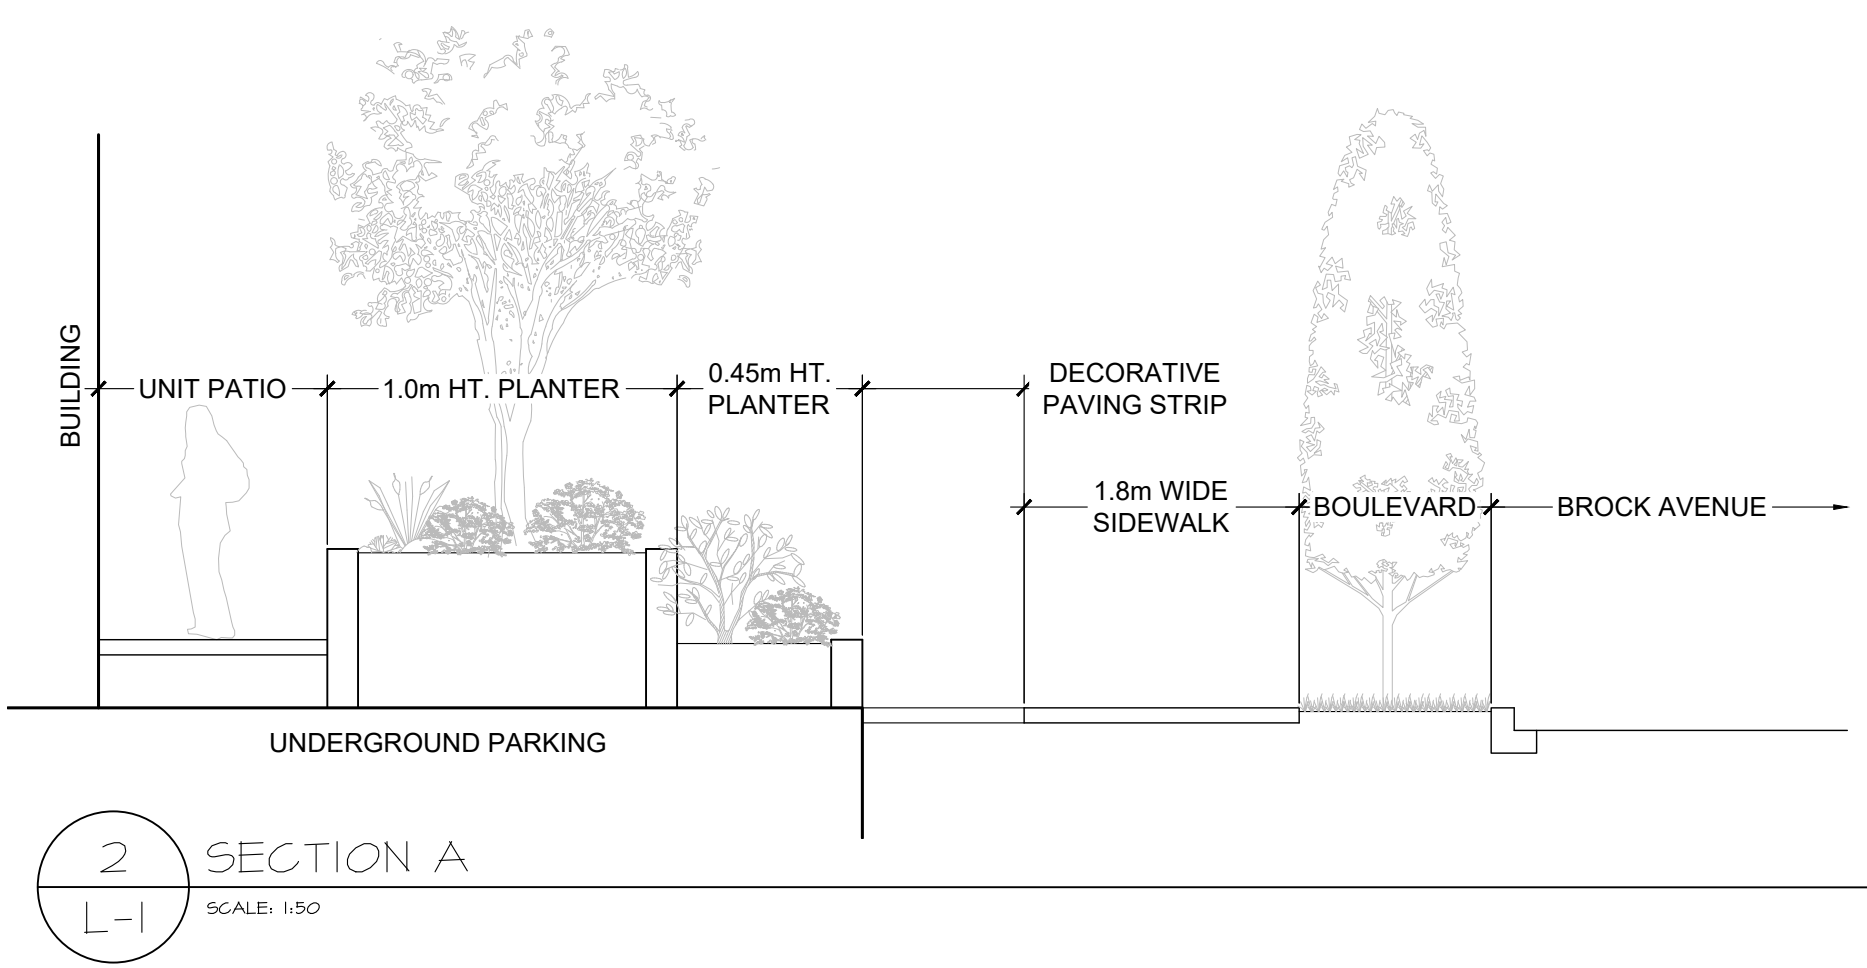 BUILDING
UNIT PATIO
1.0m HT. PLANTER
0.45m HT.
PLANTER
DECORATIVE
PAVING STRIP
1.8m WIDE
SIDEWALK
BOULEVARD
BROCK AVENUE
UNDERGROUND PARKING
2
L-1
SECTION A
SCALE: 1:50